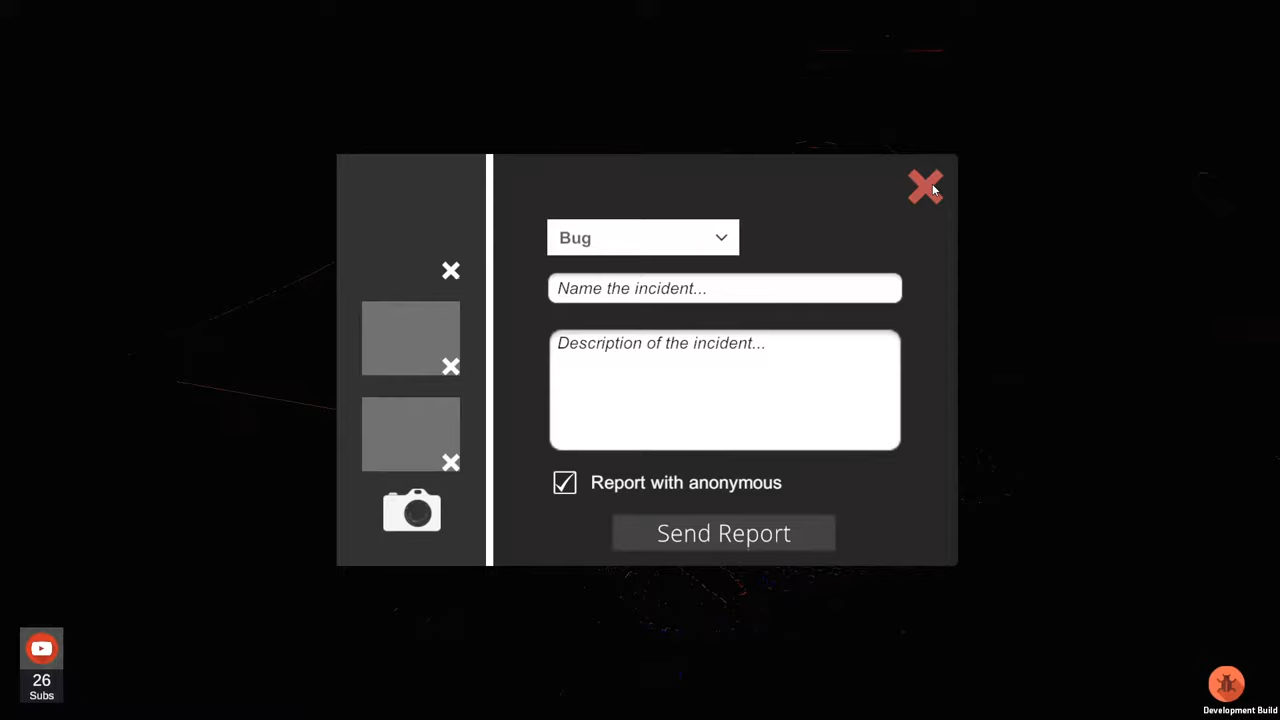 Bug
Name the incident...
Description of the incident...
Report with anonymous
Send Report
26
Subs
Development Build